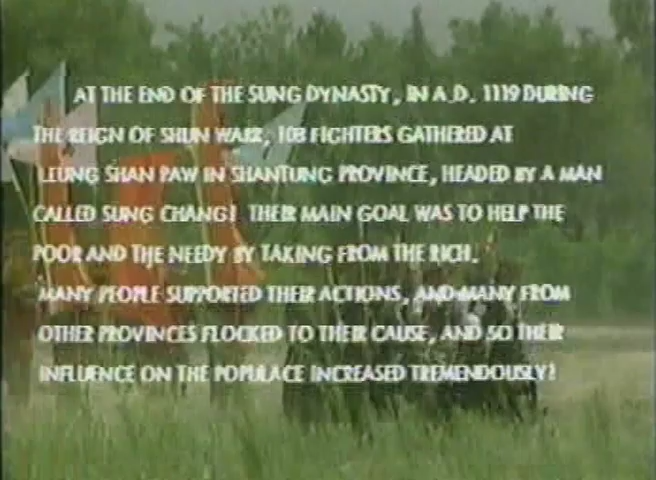 AT THE END OF THE SUNG DYNASTY, IN A.D. 1119 DURING
THE REIGN OF SHUN WARK, 108 FIGHTERS GATHERED AT
LEUNG SHAN PAW IN SHANTUNG PROVINCE, HEADED BY A MAN
CALLED SUNG CHANG! THEIR MAIN GOAL WAS TO HELP THE
POOR AND THE NEEDY BY TAKING FROM THE RICH.
MANY PEOPLE SUPPORTED THEIR ACTIONS, AND MANY FROM
OTHER PROVINCES FLOCKED TO THEIR CAUSE, AND SO THEIR
INFLUENCE ON THE POPULACE INCREASED TREMENDOUSLY!